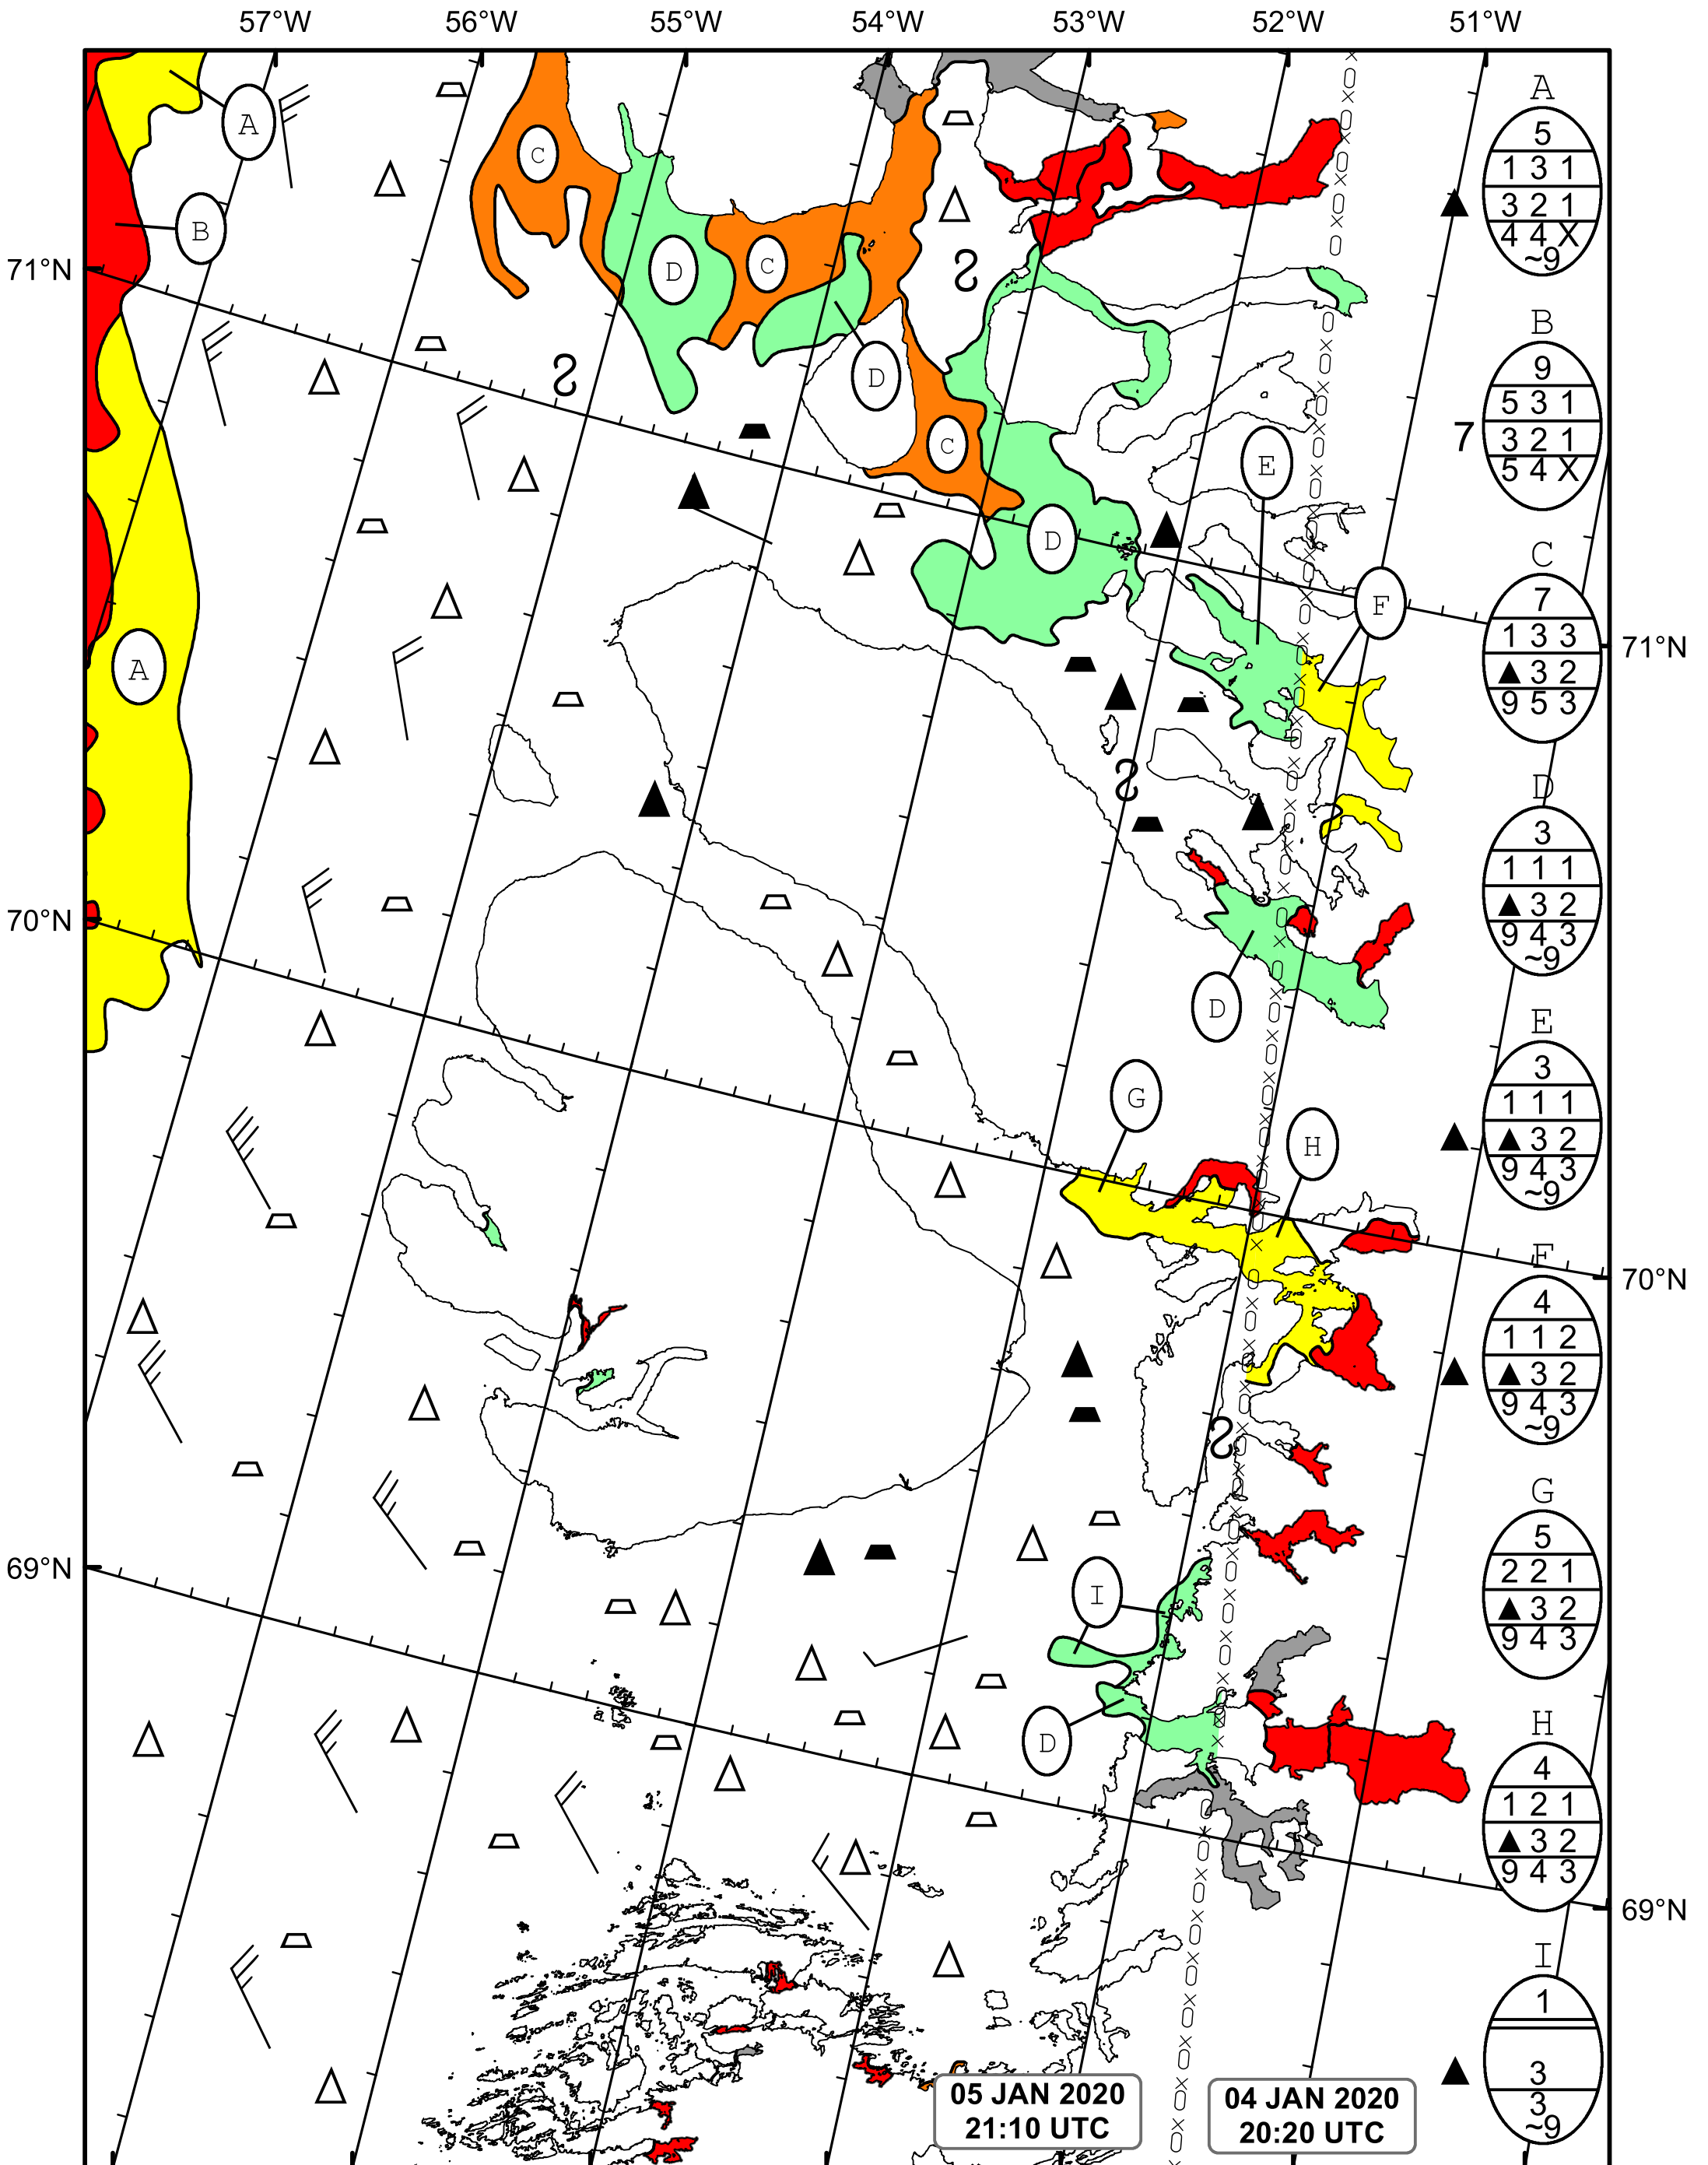 57°W 56°W 55°W 54°W 53°W 52°W 51°W
A
5
1 3 1
3 2 1
4 4 X
~9
A
B
C
D
C
71°N
B
9
7
5 3 1
3 2 1
5 4 X
D
C
E
D
F
C
7
1 3 3
▲ 3 2
9 5 3
71°N
A
D
3
1 1 1
▲ 3 2
9 4 3
~9
70°N
D
E
3
1 1 1
▲ 3 2
9 4 3
~9
G
H
F
4
1 1 2
▲ 3 2
9 4 3
~9
70°N
G
5
2 2 1
▲ 3 2
9 4 3
69°N
I
D
H
4
1 2 1
▲ 3 2
9 4 3
69°N
I
1
3
3
~9
05 JAN 2020
21:10 UTC
04 JAN 2020
20:20 UTC